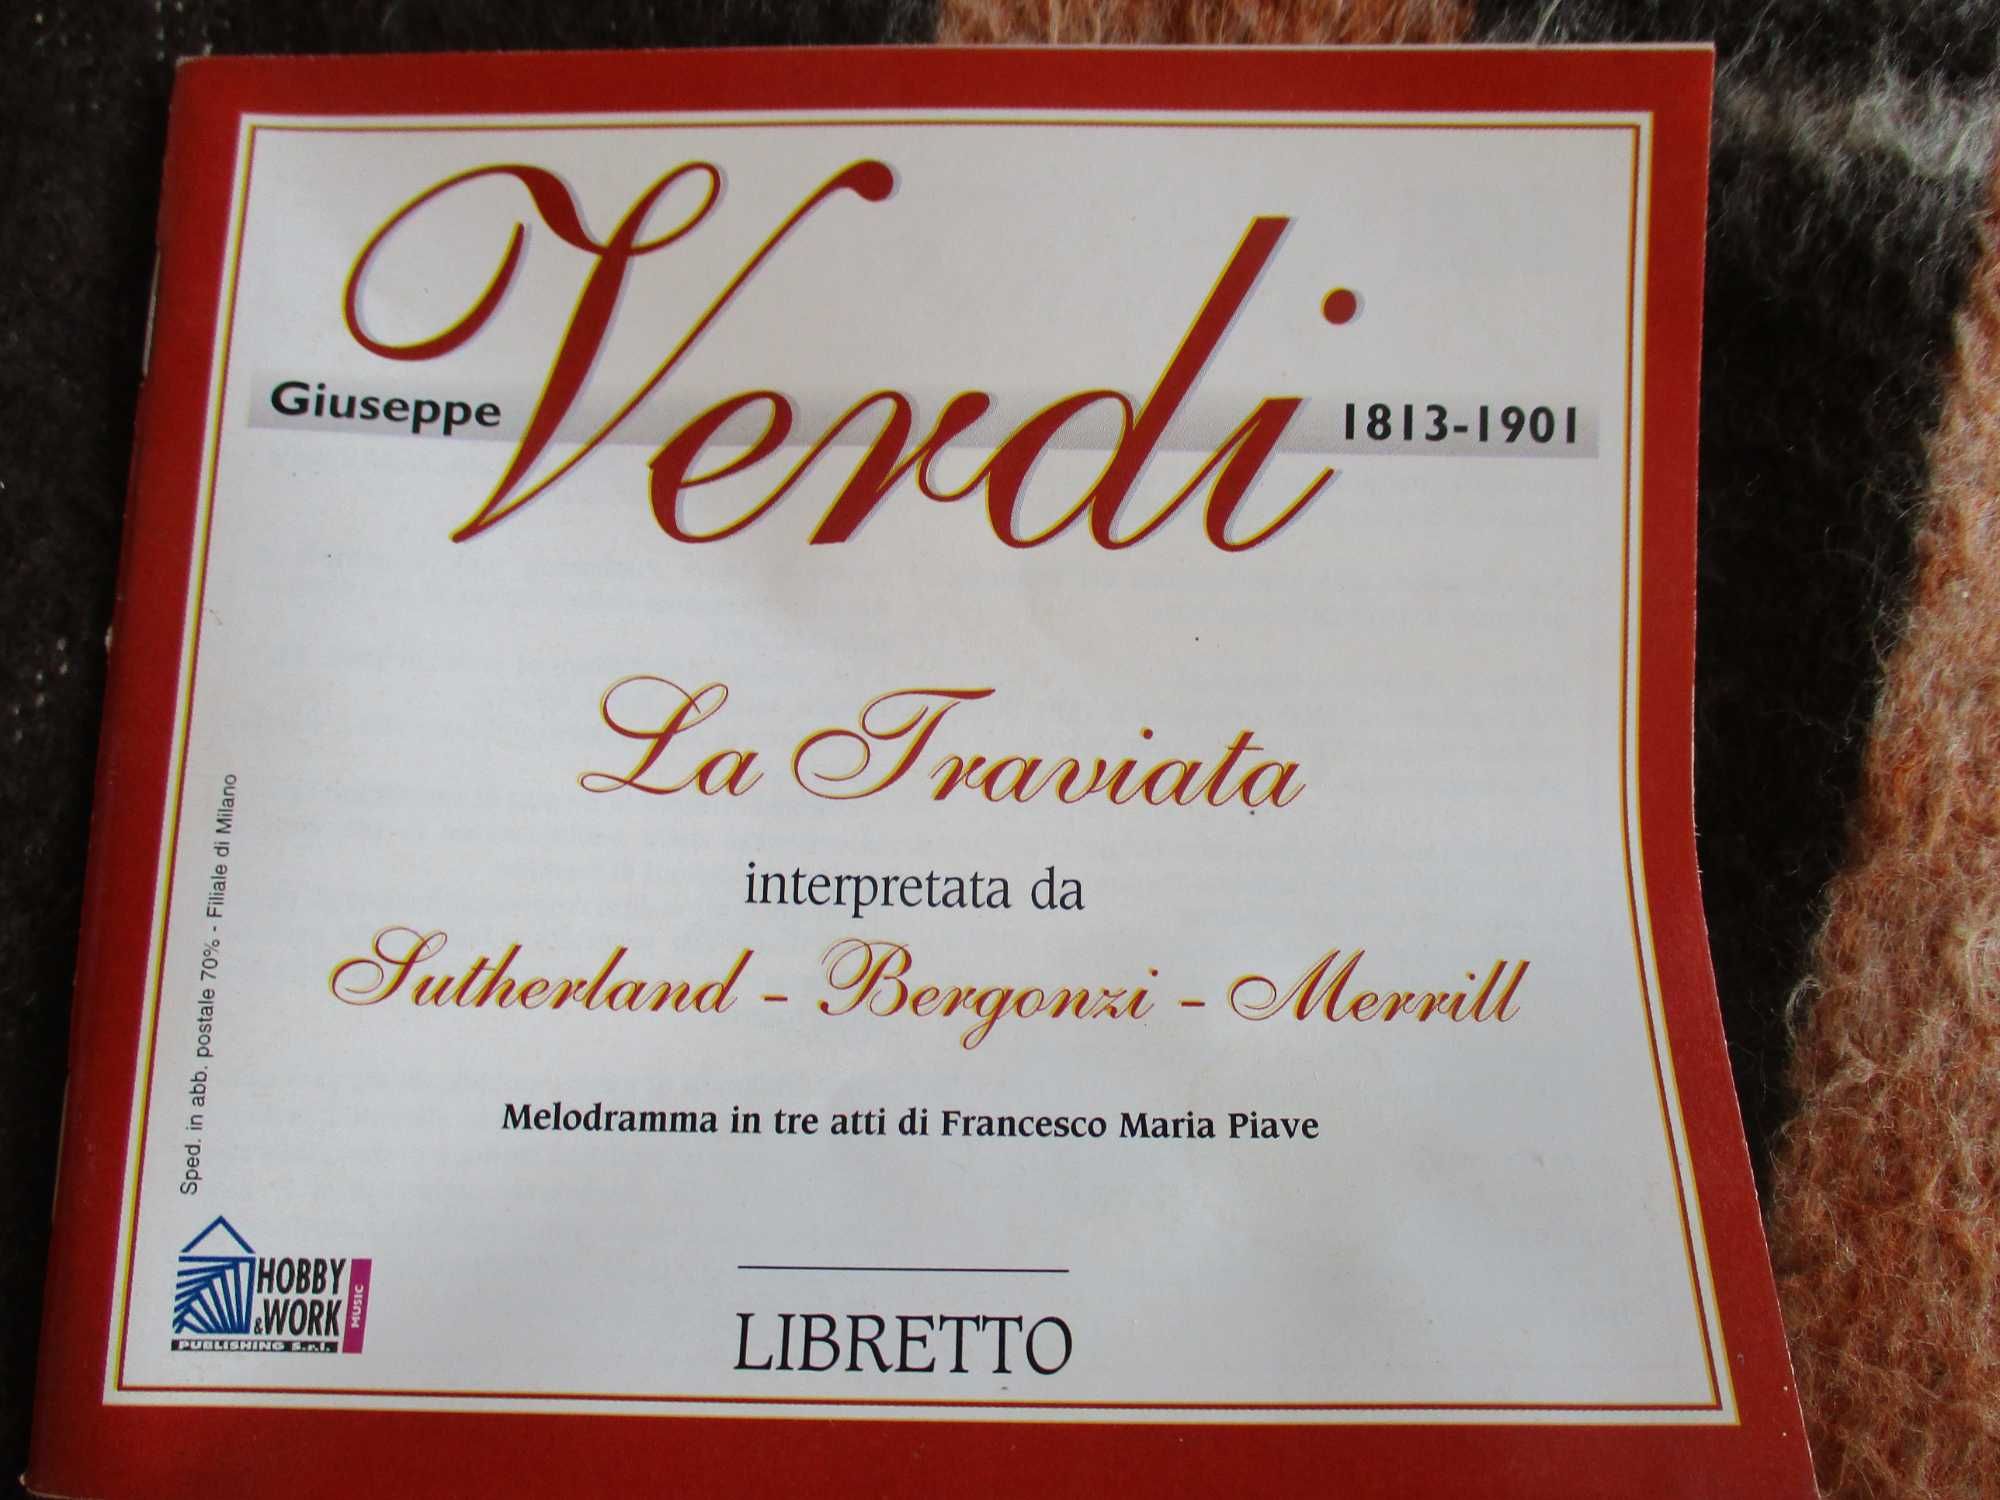 Giuseppe Verdi 1813-1901
La Traviata
interpretata da
Sutherland - Bergonzi - Merrill
Melodramma in tre atti di Francesco Maria Piave
LIBRETTO
Sped. in abb. postale 70% - Filiale di Milano
HOBBY
&WORK
MUSIC
PUBLISHING S.r.l.